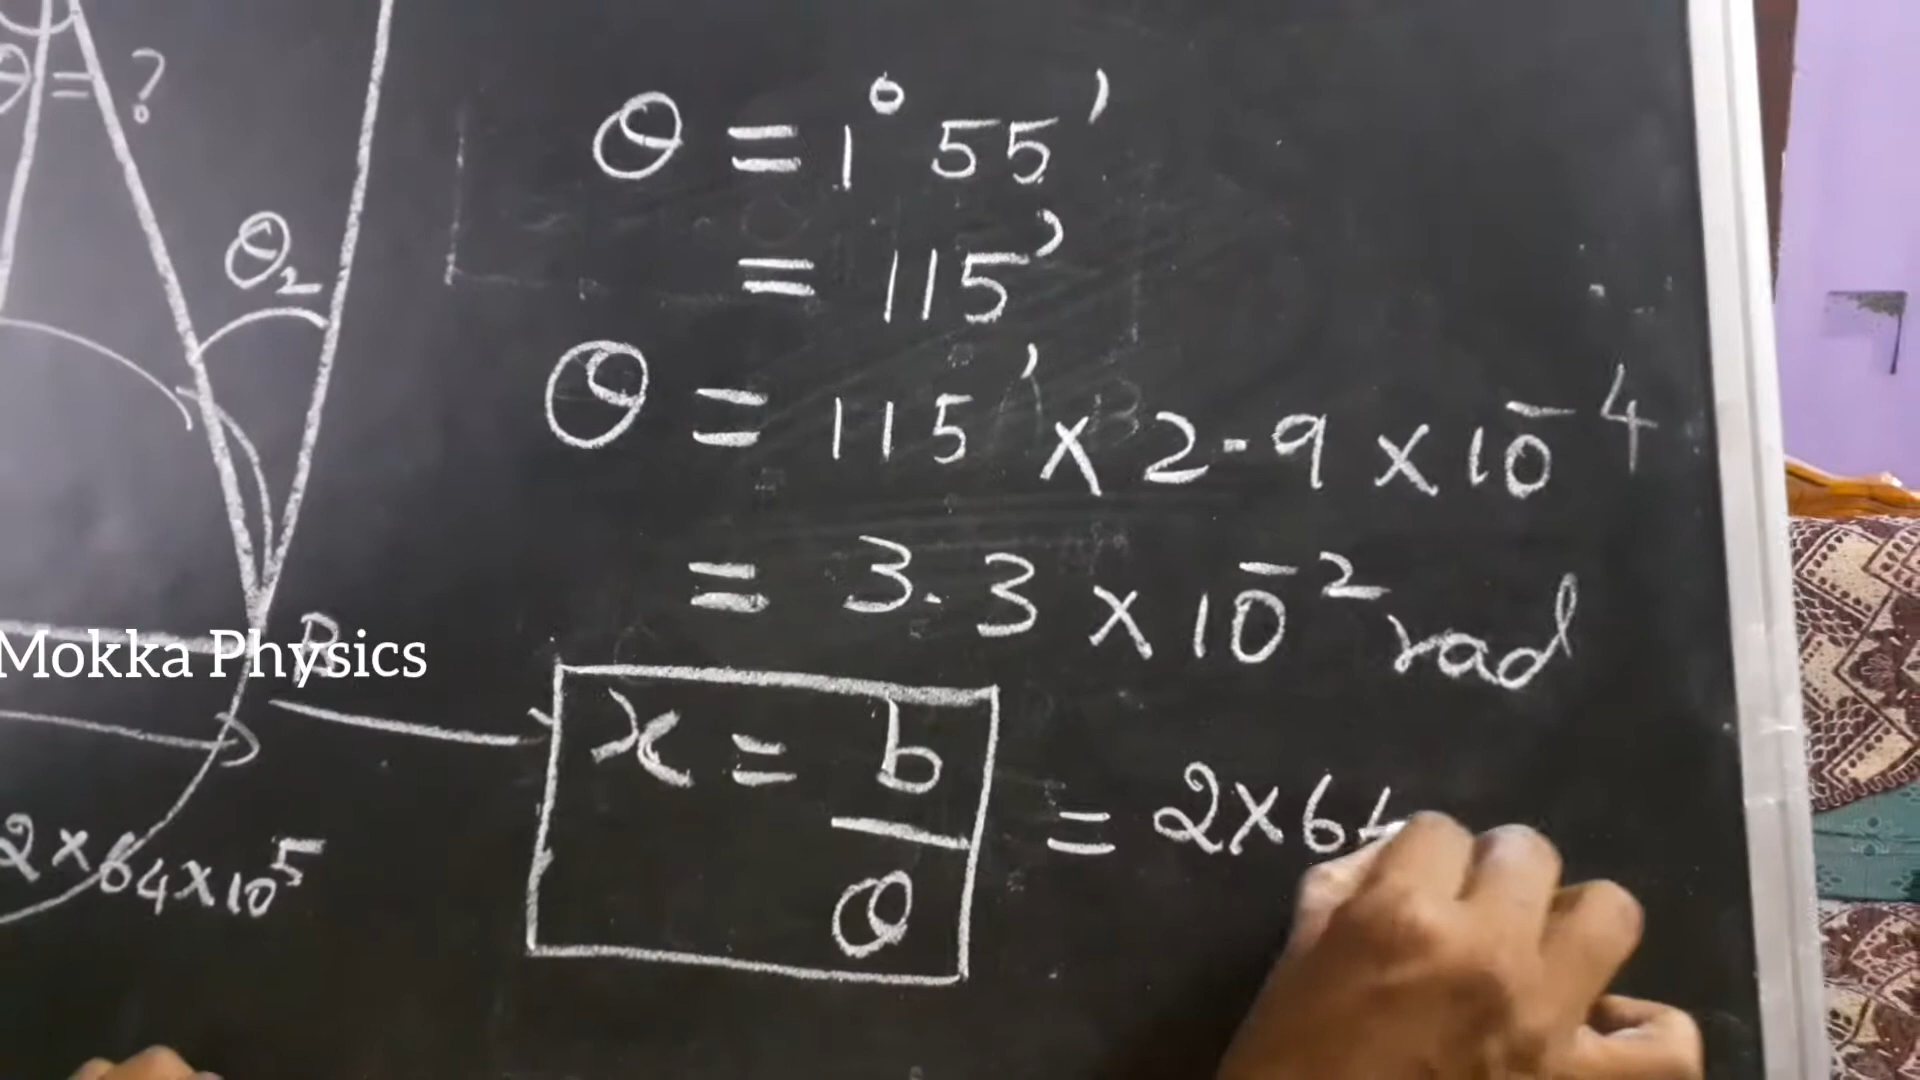 θ = ?
θ₂
B
Mokka Physics
2×64×10⁵
θ = 1° 55′
= 115′
θ = 115′ × 2.9 × 10⁻⁴
= 3.3 × 10⁻² rad
x = b/θ = 2×64